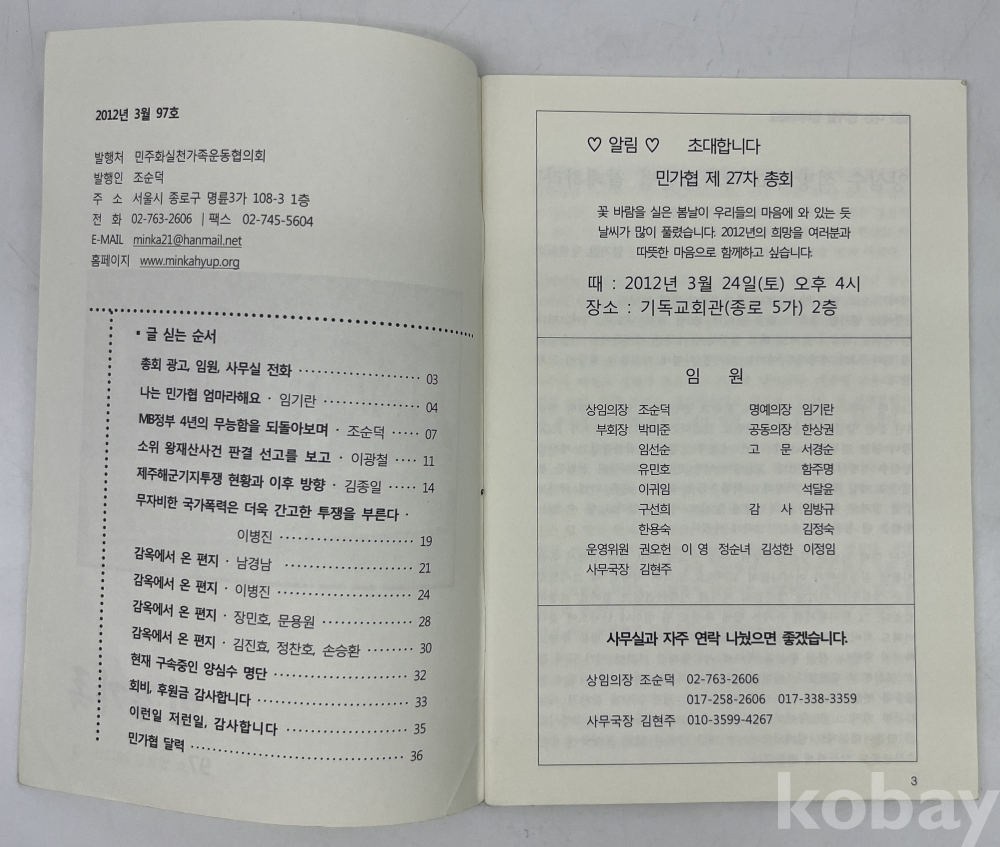 2012년 3월 97호
발행처 민주화실천가족운동협의회
발행인 조순덕
주 소 서울시 종로구 명륜3가 108-3 1층
전 화 02-763-2606 | 팩스 02-745-5604
E-MAIL minka21@hanmail.net
홈페이지 www.minkahyup.org
▪ 글 싣는 순서
총회 광고, 임원, 사무실 전화 ······················ 03
나는 민가협 엄마라해요 · 임기란 ·················· 04
MB정부 4년의 무능함을 되돌아보며 · 조순덕 ····· 07
소위 왕재산사건 판결 선고를 보고 · 이광철 ···· 11
제주해군기지투쟁 현황과 이후 방향 · 김종일 ····· 14
무자비한 국가폭력은 더욱 간고한 투쟁을 부른다 ·
이병진 ························ 19
감옥에서 온 편지 · 남경남 ······················ 21
감옥에서 온 편지 · 이병진 ······················ 24
감옥에서 온 편지 · 장민호, 문용원 ················ 28
감옥에서 온 편지 · 김진효, 정찬호, 손승환 ········ 30
현재 구속중인 양심수 명단 ························ 32
회비, 후원금 감사합니다 ·························· 33
이런일 저런일, 감사합니다 ······················ 35
민가협 달력 ···································· 36
♡ 알림 ♡ 초대합니다
민가협 제 27차 총회
꽃 바람을 실은 봄날이 우리들의 마음에 와 있는 듯
날씨가 많이 풀렸습니다. 2012년의 희망을 여러분과
따뜻한 마음으로 함께하고 싶습니다.
때 : 2012년 3월 24일(토) 오후 4시
장소 : 기독교회관(종로 5가) 2층
임 원
상임의장 조순덕 명예의장 임기란
부회장 박미준 공동의장 한상권
임선순 고 문 서경순
유민호 함주명
이귀임 석달윤
구선희 감 사 임방규
한용숙 김정숙
운영위원 권오헌 이 영 정순녀 김성한 이정임
사무국장 김현주
사무실과 자주 연락 나눴으면 좋겠습니다.
상임의장 조순덕 02-763-2606
017-258-2606 017-338-3359
사무국장 김현주 010-3599-4267
3
kobay